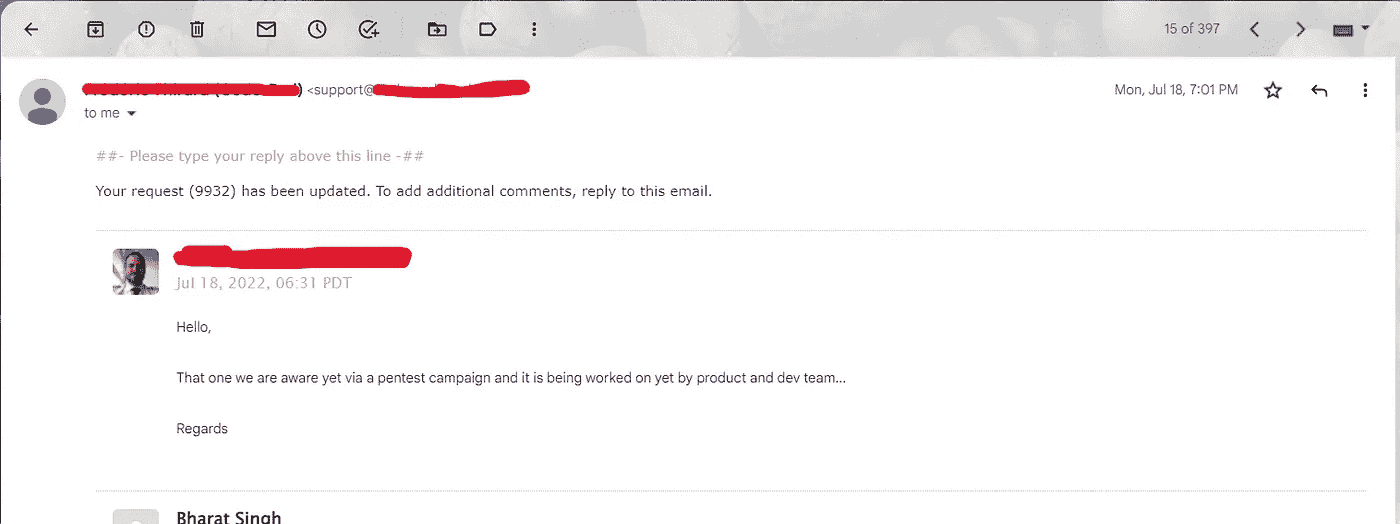 15 of 397
<support@
Mon, Jul 18, 7:01 PM
to me
##- Please type your reply above this line -##
Your request (9932) has been updated. To add additional comments, reply to this email.
Jul 18, 2022, 06:31 PDT
Hello,
That one we are aware yet via a pentest campaign and it is being worked on yet by product and dev team...
Regards
Bharat Singh